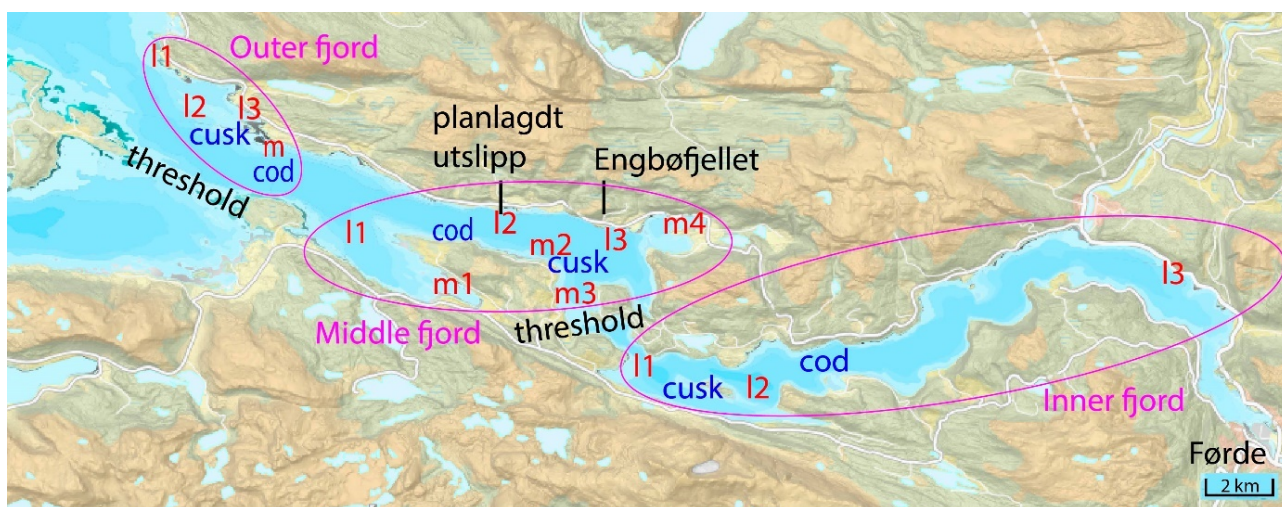 Outer fjord
l1
l2
l3
cusk
m
cod
threshold
planlagdt
utslipp
Engbøfjellet
l1
cod
l2
m2
l3
m4
cusk
m1
m3
Middle fjord
threshold
l1
cusk
l2
cod
l3
Inner fjord
Førde
2 km